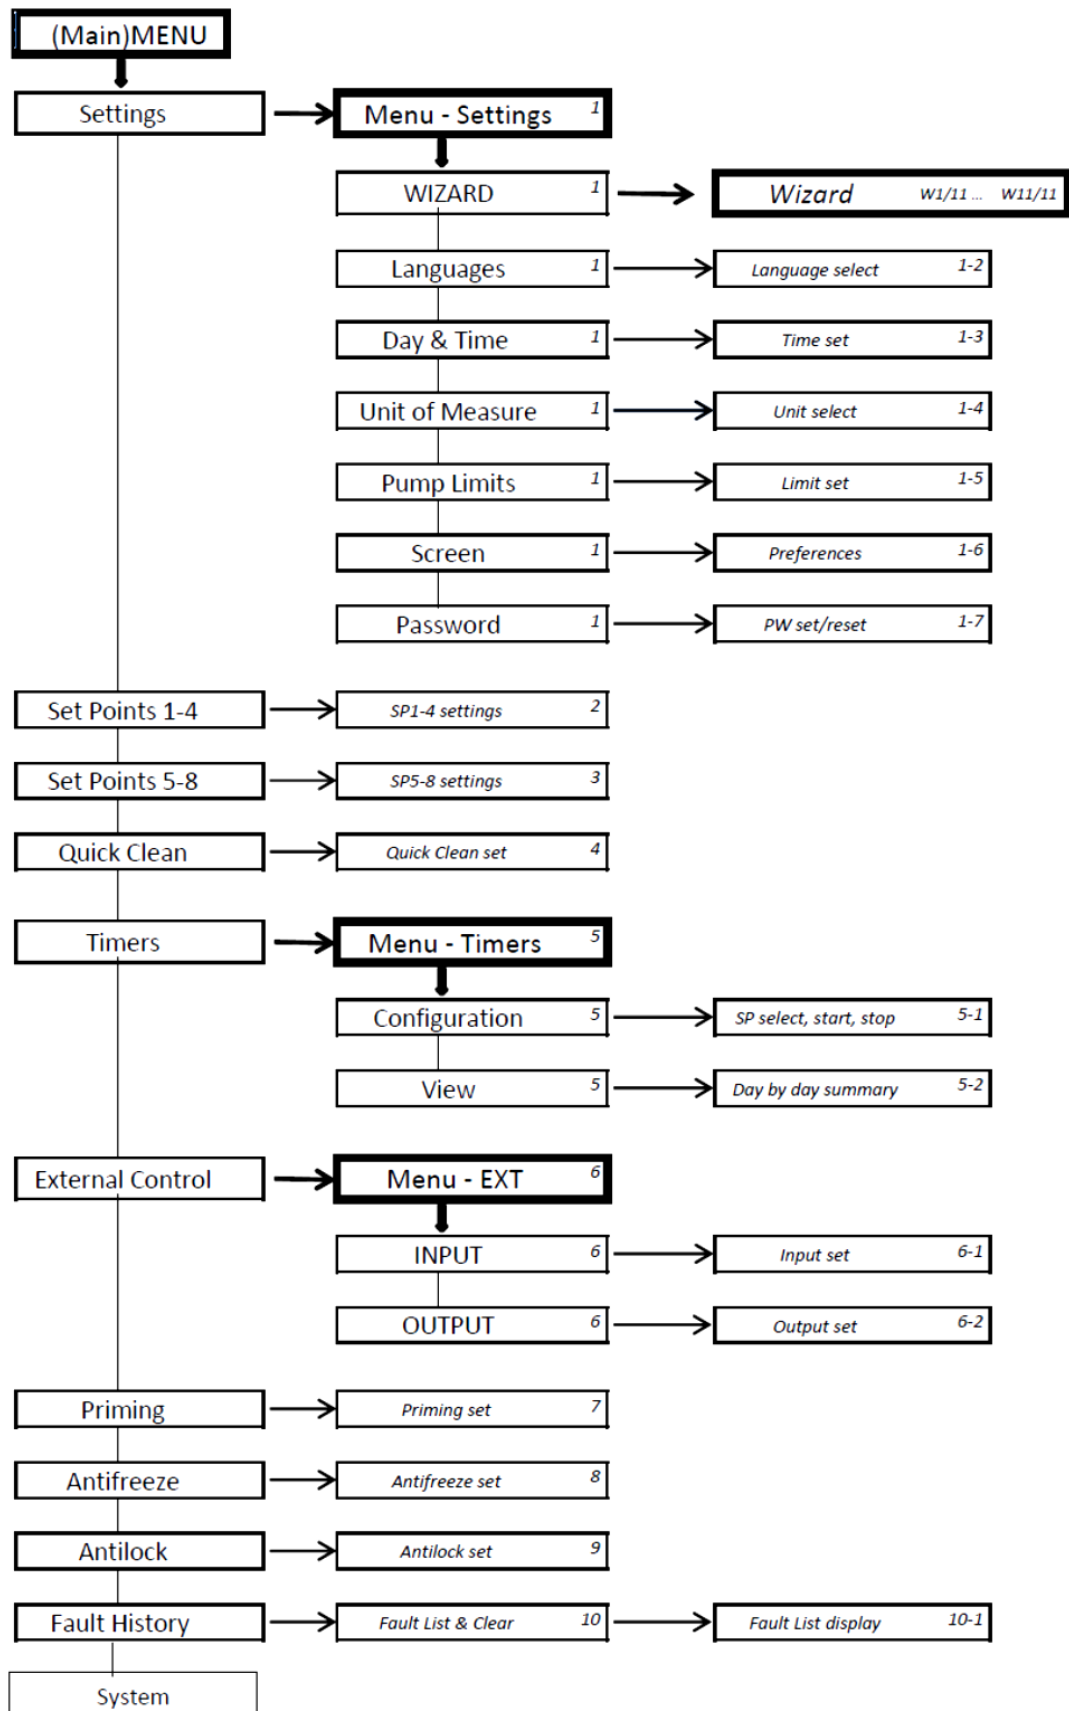 (Main)MENU
Settings
Menu - Settings 1
WIZARD 1
Wizard W1/11 ... W11/11
Languages 1
Language select 1-2
Day & Time 1
Time set 1-3
Unit of Measure 1
Unit select 1-4
Pump Limits 1
Limit set 1-5
Screen 1
Preferences 1-6
Password 1
PW set/reset 1-7
Set Points 1-4
SP1-4 settings 2
Set Points 5-8
SP5-8 settings 3
Quick Clean
Quick Clean set 4
Timers
Menu - Timers 5
Configuration 5
SP select, start, stop 5-1
View 5
Day by day summary 5-2
External Control
Menu - EXT 6
INPUT 6
Input set 6-1
OUTPUT 6
Output set 6-2
Priming
Priming set 7
Antifreeze
Antifreeze set 8
Antilock
Antilock set 9
Fault History
Fault List & Clear 10
Fault List display 10-1
System